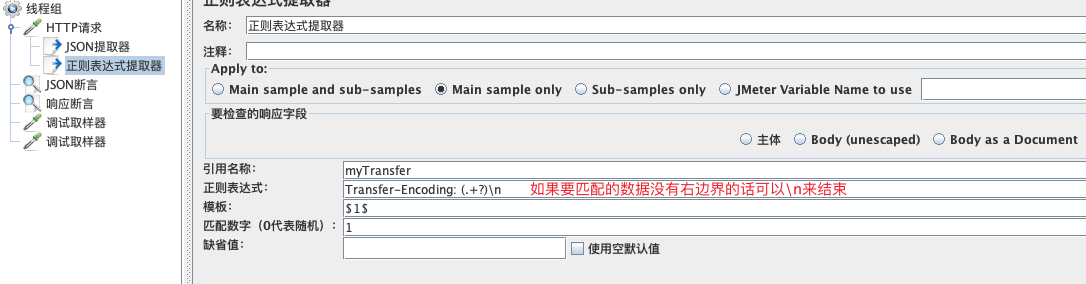 正则表达式提取器
线程组
HTTP请求
JSON提取器
正则表达式提取器
JSON断言
响应断言
调试取样器
调试取样器
名称： 正则表达式提取器
注释：
Apply to:
Main sample and sub-samples Main sample only Sub-samples only JMeter Variable Name to use
要检查的响应字段
主体 Body (unescaped) Body as a Document
引用名称： myTransfer
正则表达式： Transfer-Encoding: (.+?)\n 如果要匹配的数据没有右边界的话可以\n来结束
模板： $1$
匹配数字（0代表随机）： 1
缺省值： 使用空默认值